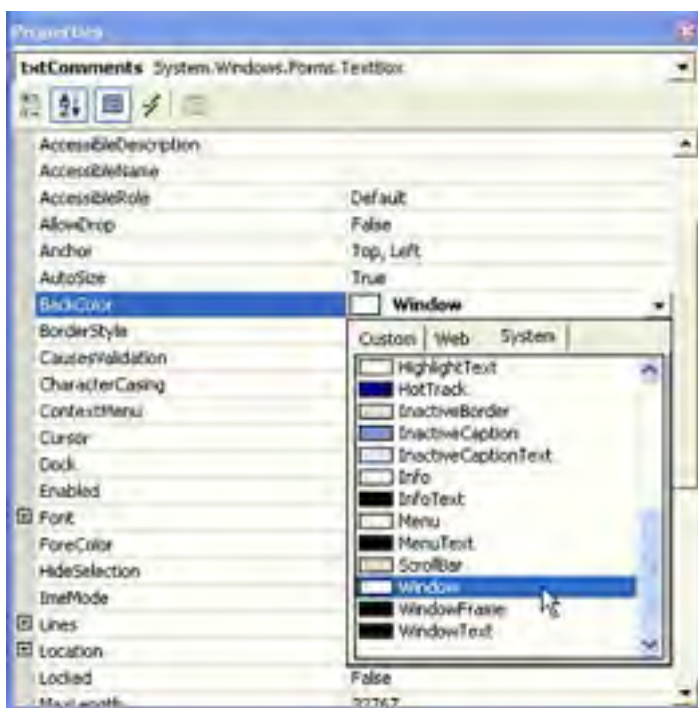 Properties
txtComments System.Windows.Forms.TextBox
AccessibleDescription
AccessibleName
AccessibleRole Default
AllowDrop False
Anchor Top, Left
AutoSize True
BackColor Window
BorderStyle
CausesValidation
CharacterCasing
ContextMenu
Cursor
Dock
Enabled
Font
ForeColor
HideSelection
ImeMode
Lines
Location
Locked False
MaxLength 32767
Custom Web System
HighlightText
HotTrack
InactiveBorder
InactiveCaption
InactiveCaptionText
Info
InfoText
Menu
MenuText
ScrollBar
Window
WindowFrame
WindowText